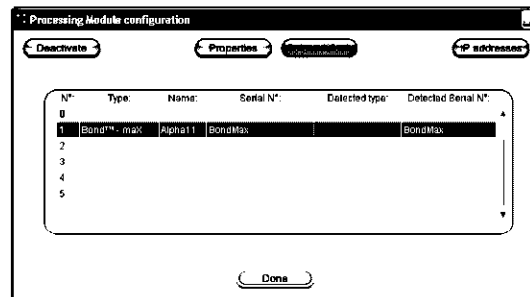 Processing Module configuration
Deactivate Properties IP addresses
N°: Type: Name: Serial N°: Detected type: Detected Serial N°:
0
1 Bond™ - maX Alpha11 BondMax BondMax
2
3
4
5
Done